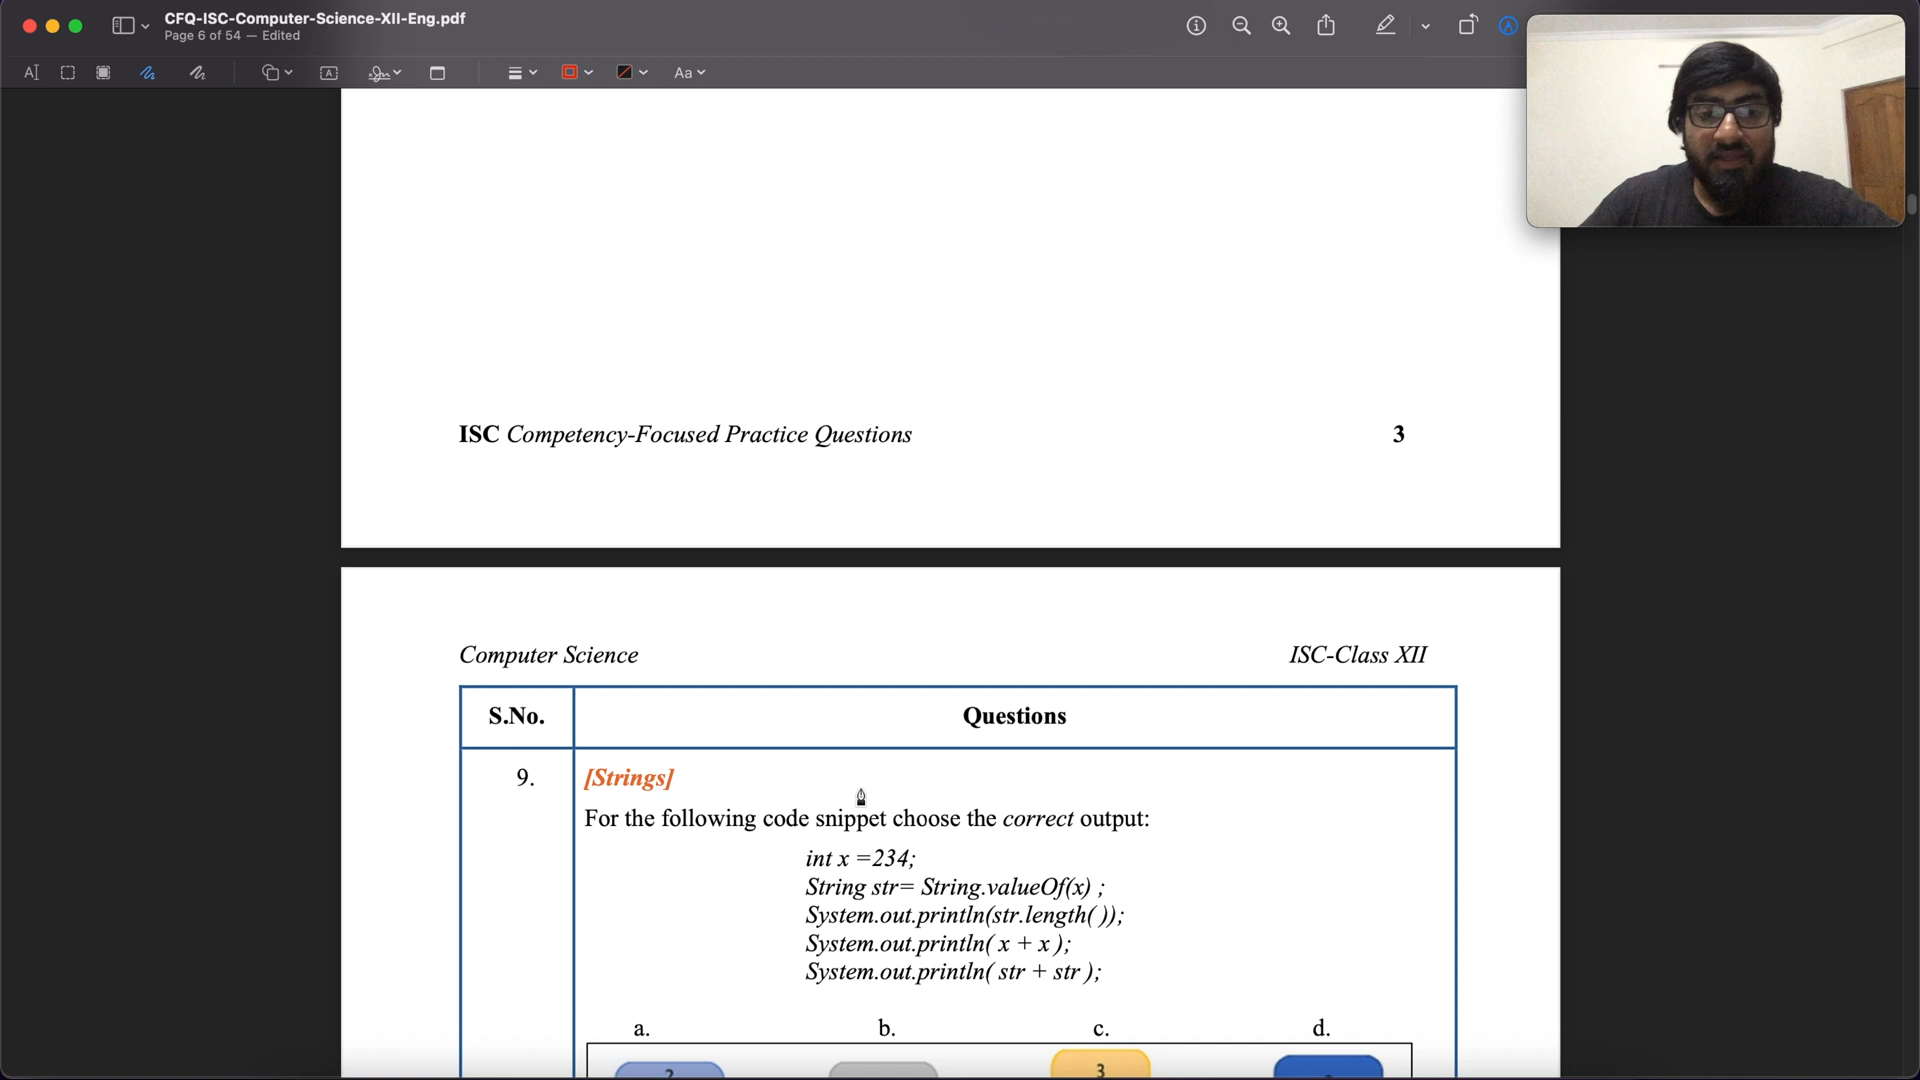 CFQ-ISC-Computer-Science-XII-Eng.pdf
Page 6 of 54 — Edited
Aa
ISC Competency-Focused Practice Questions 3
Computer Science ISC-Class XII
S.No. Questions
9. [Strings]
For the following code snippet choose the correct output:
int x =234;
String str= String.valueOf(x) ;
System.out.println(str.length( ));
System.out.println( x + x );
System.out.println( str + str );
a. b. c. d.
3